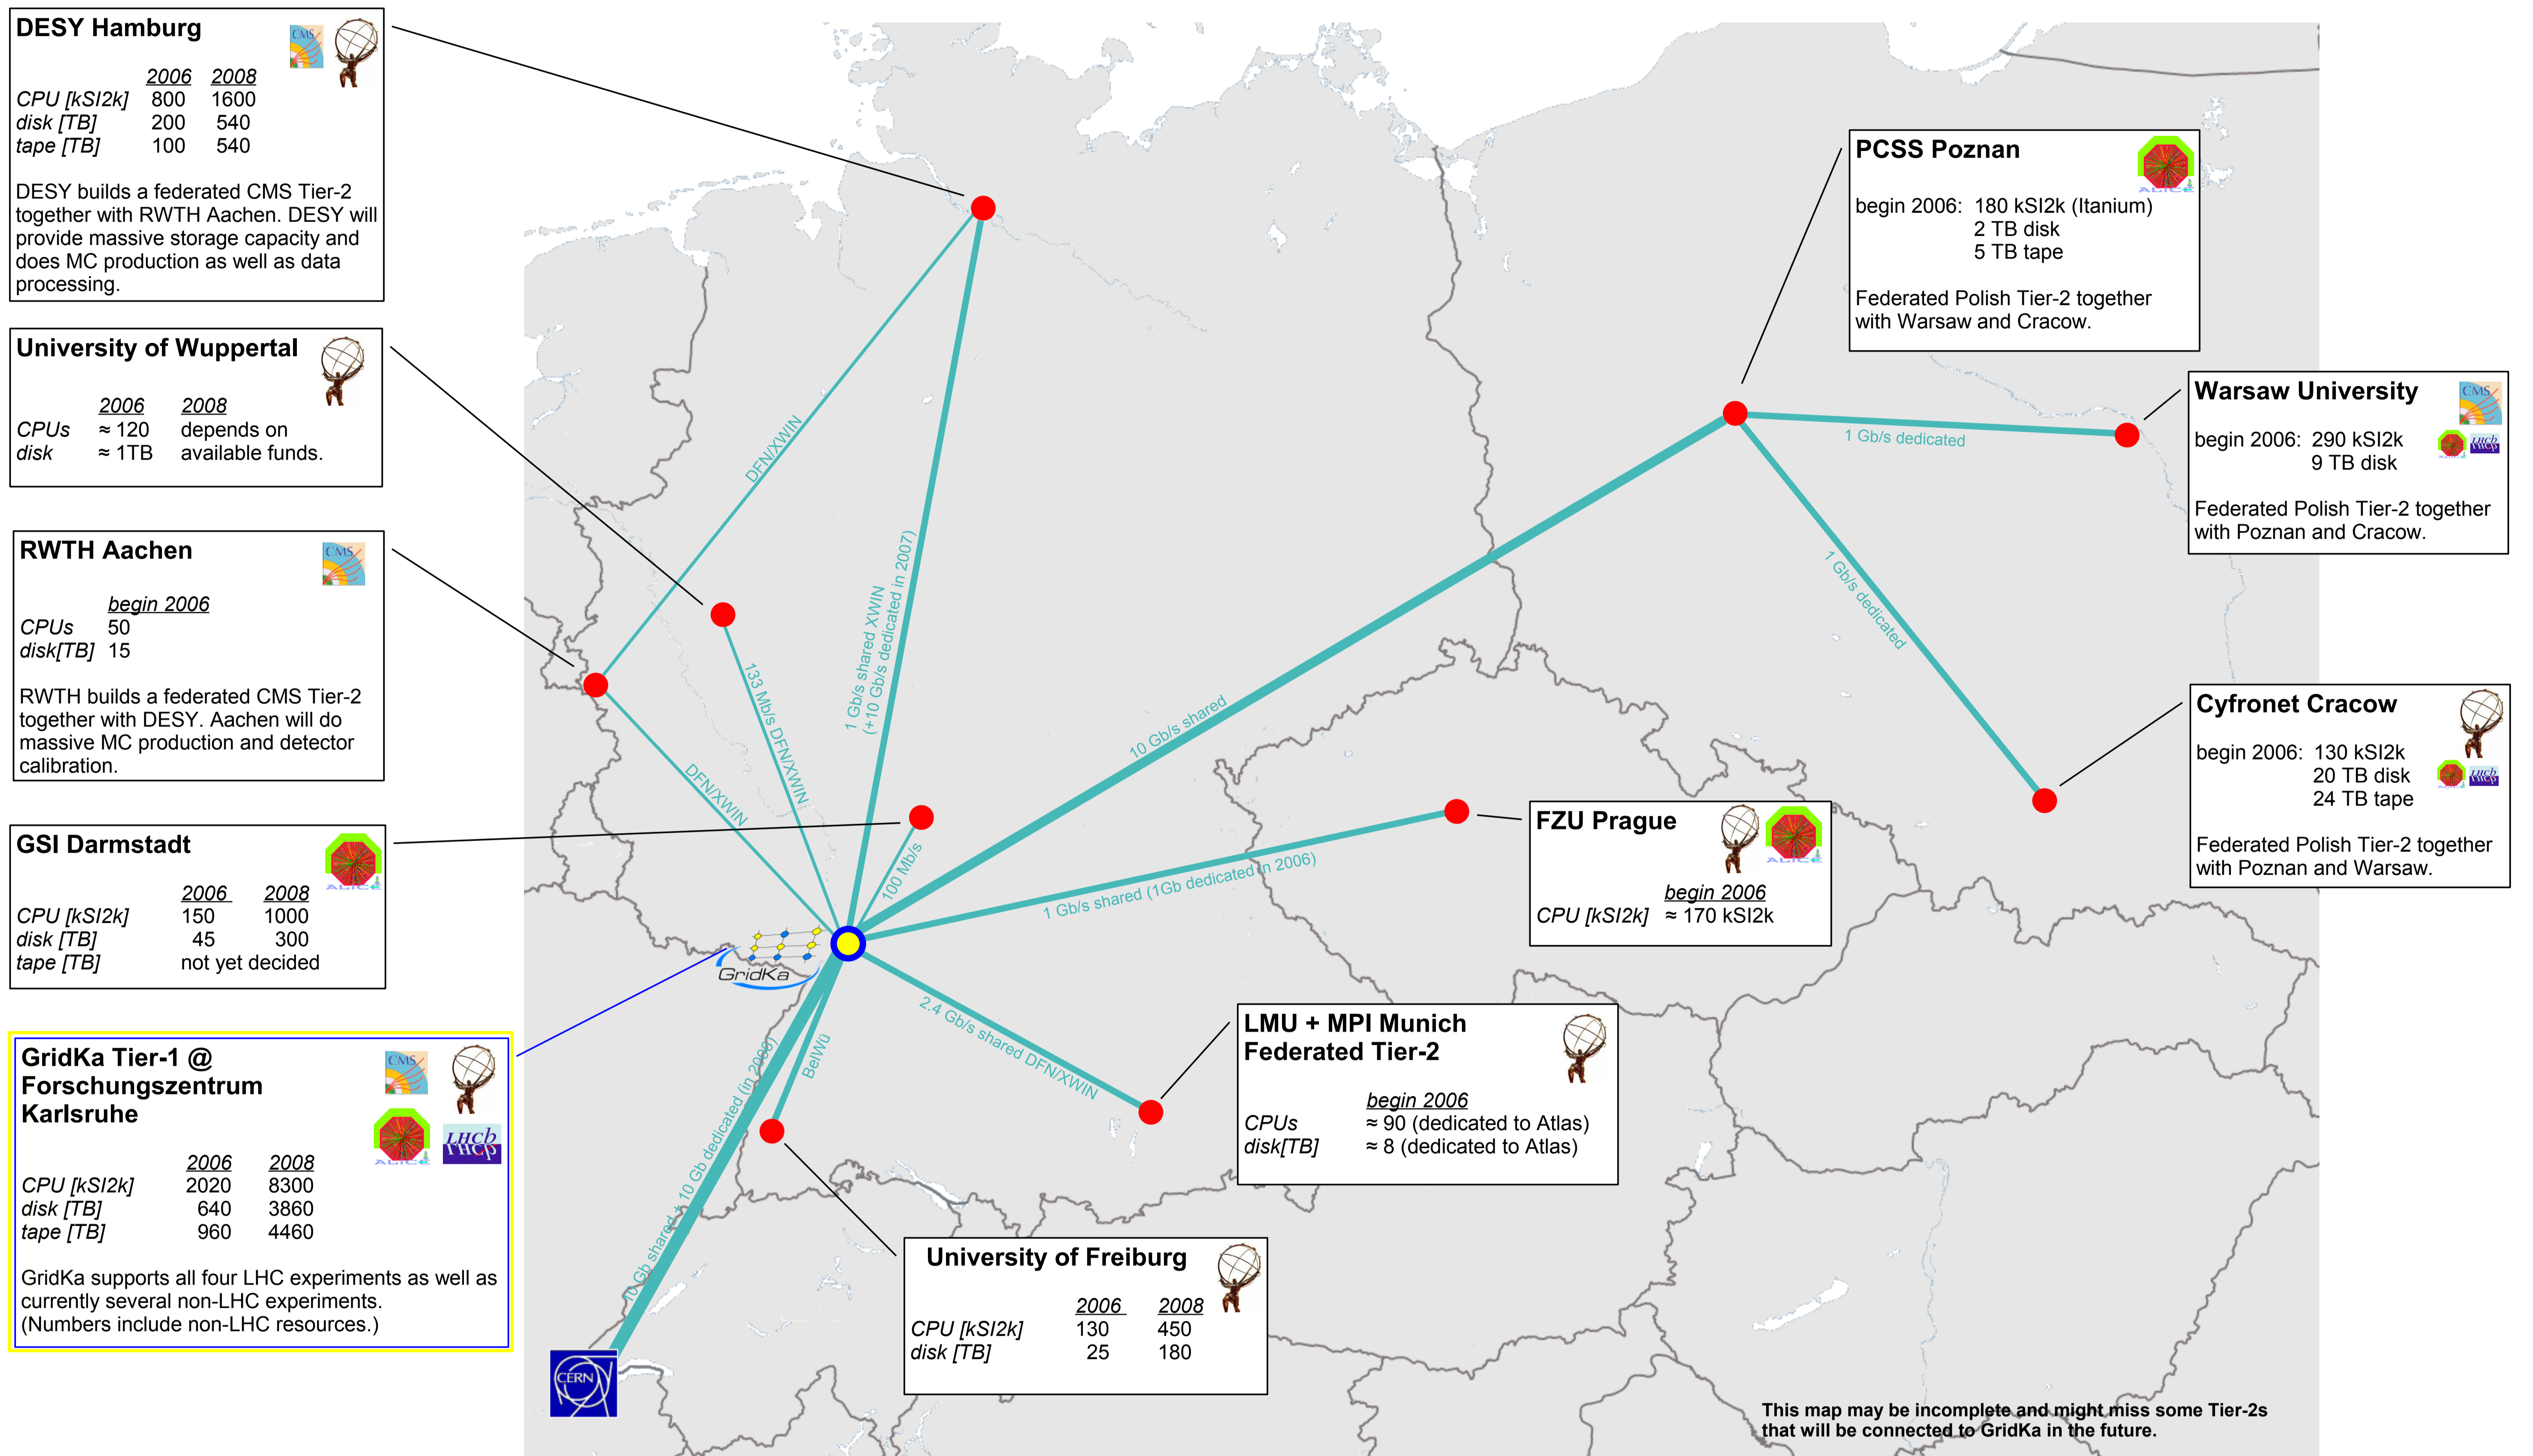 DESY Hamburg
CMS
2006 2008
CPU [kSI2k] 800 1600
disk [TB] 200 540
tape [TB] 100 540
DESY builds a federated CMS Tier-2
together with RWTH Aachen. DESY will
provide massive storage capacity and
does MC production as well as data
processing.
University of Wuppertal
2006 2008
CPUs ≈ 120 depends on
disk ≈ 1TB available funds.
RWTH Aachen
CMS
begin 2006
CPUs 50
disk[TB] 15
RWTH builds a federated CMS Tier-2
together with DESY. Aachen will do
massive MC production and detector
calibration.
GSI Darmstadt
ALICE
2006 2008
CPU [kSI2k] 150 1000
disk [TB] 45 300
tape [TB] not yet decided
GridKa Tier-1 @
Forschungszentrum
Karlsruhe
CMS
ALICE
LHCb
LHCb
2006 2008
CPU [kSI2k] 2020 8300
disk [TB] 640 3860
tape [TB] 960 4460
GridKa supports all four LHC experiments as well as
currently several non-LHC experiments.
(Numbers include non-LHC resources.)
DFN/XWIN
1 Gb/s shared XWIN
(+10 Gb/s dedicated in 2007)
133 Mb/s DFN/XWIN
DFN/XWIN
100 Mb/s
10 Gb/s shared
1 Gb/s shared (1Gb dedicated in 2006)
2.4 Gb/s shared DFN/XWIN
BelWü
10 Gb shared + 10 Gb dedicated (in 2006)
GridKa
CERN
PCSS Poznan
ALICE
begin 2006: 180 kSI2k (Itanium)
2 TB disk
5 TB tape
Federated Polish Tier-2 together
with Warsaw and Cracow.
1 Gb/s dedicated
1 Gb/s dedicated
Warsaw University
CMS
begin 2006: 290 kSI2k
9 TB disk
LHCb
LHCb
Federated Polish Tier-2 together
with Poznan and Cracow.
Cyfronet Cracow
begin 2006: 130 kSI2k
20 TB disk
24 TB tape
LHCb
LHCb
Federated Polish Tier-2 together
with Poznan and Warsaw.
FZU Prague
ALICE
begin 2006
CPU [kSI2k] ≈ 170 kSI2k
LMU + MPI Munich
Federated Tier-2
begin 2006
CPUs ≈ 90 (dedicated to Atlas)
disk[TB] ≈ 8 (dedicated to Atlas)
University of Freiburg
2006 2008
CPU [kSI2k] 130 450
disk [TB] 25 180
This map may be incomplete and might miss some Tier-2s
that will be connected to GridKa in the future.